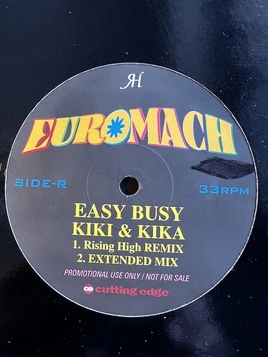 AH
EUROMACH
SIDE-R
33RPM
EASY BUSY
KIKI & KIKA
1. Rising High REMIX
2. EXTENDED MIX
PROMOTIONAL USE ONLY / NOT FOR SALE
cutting edge